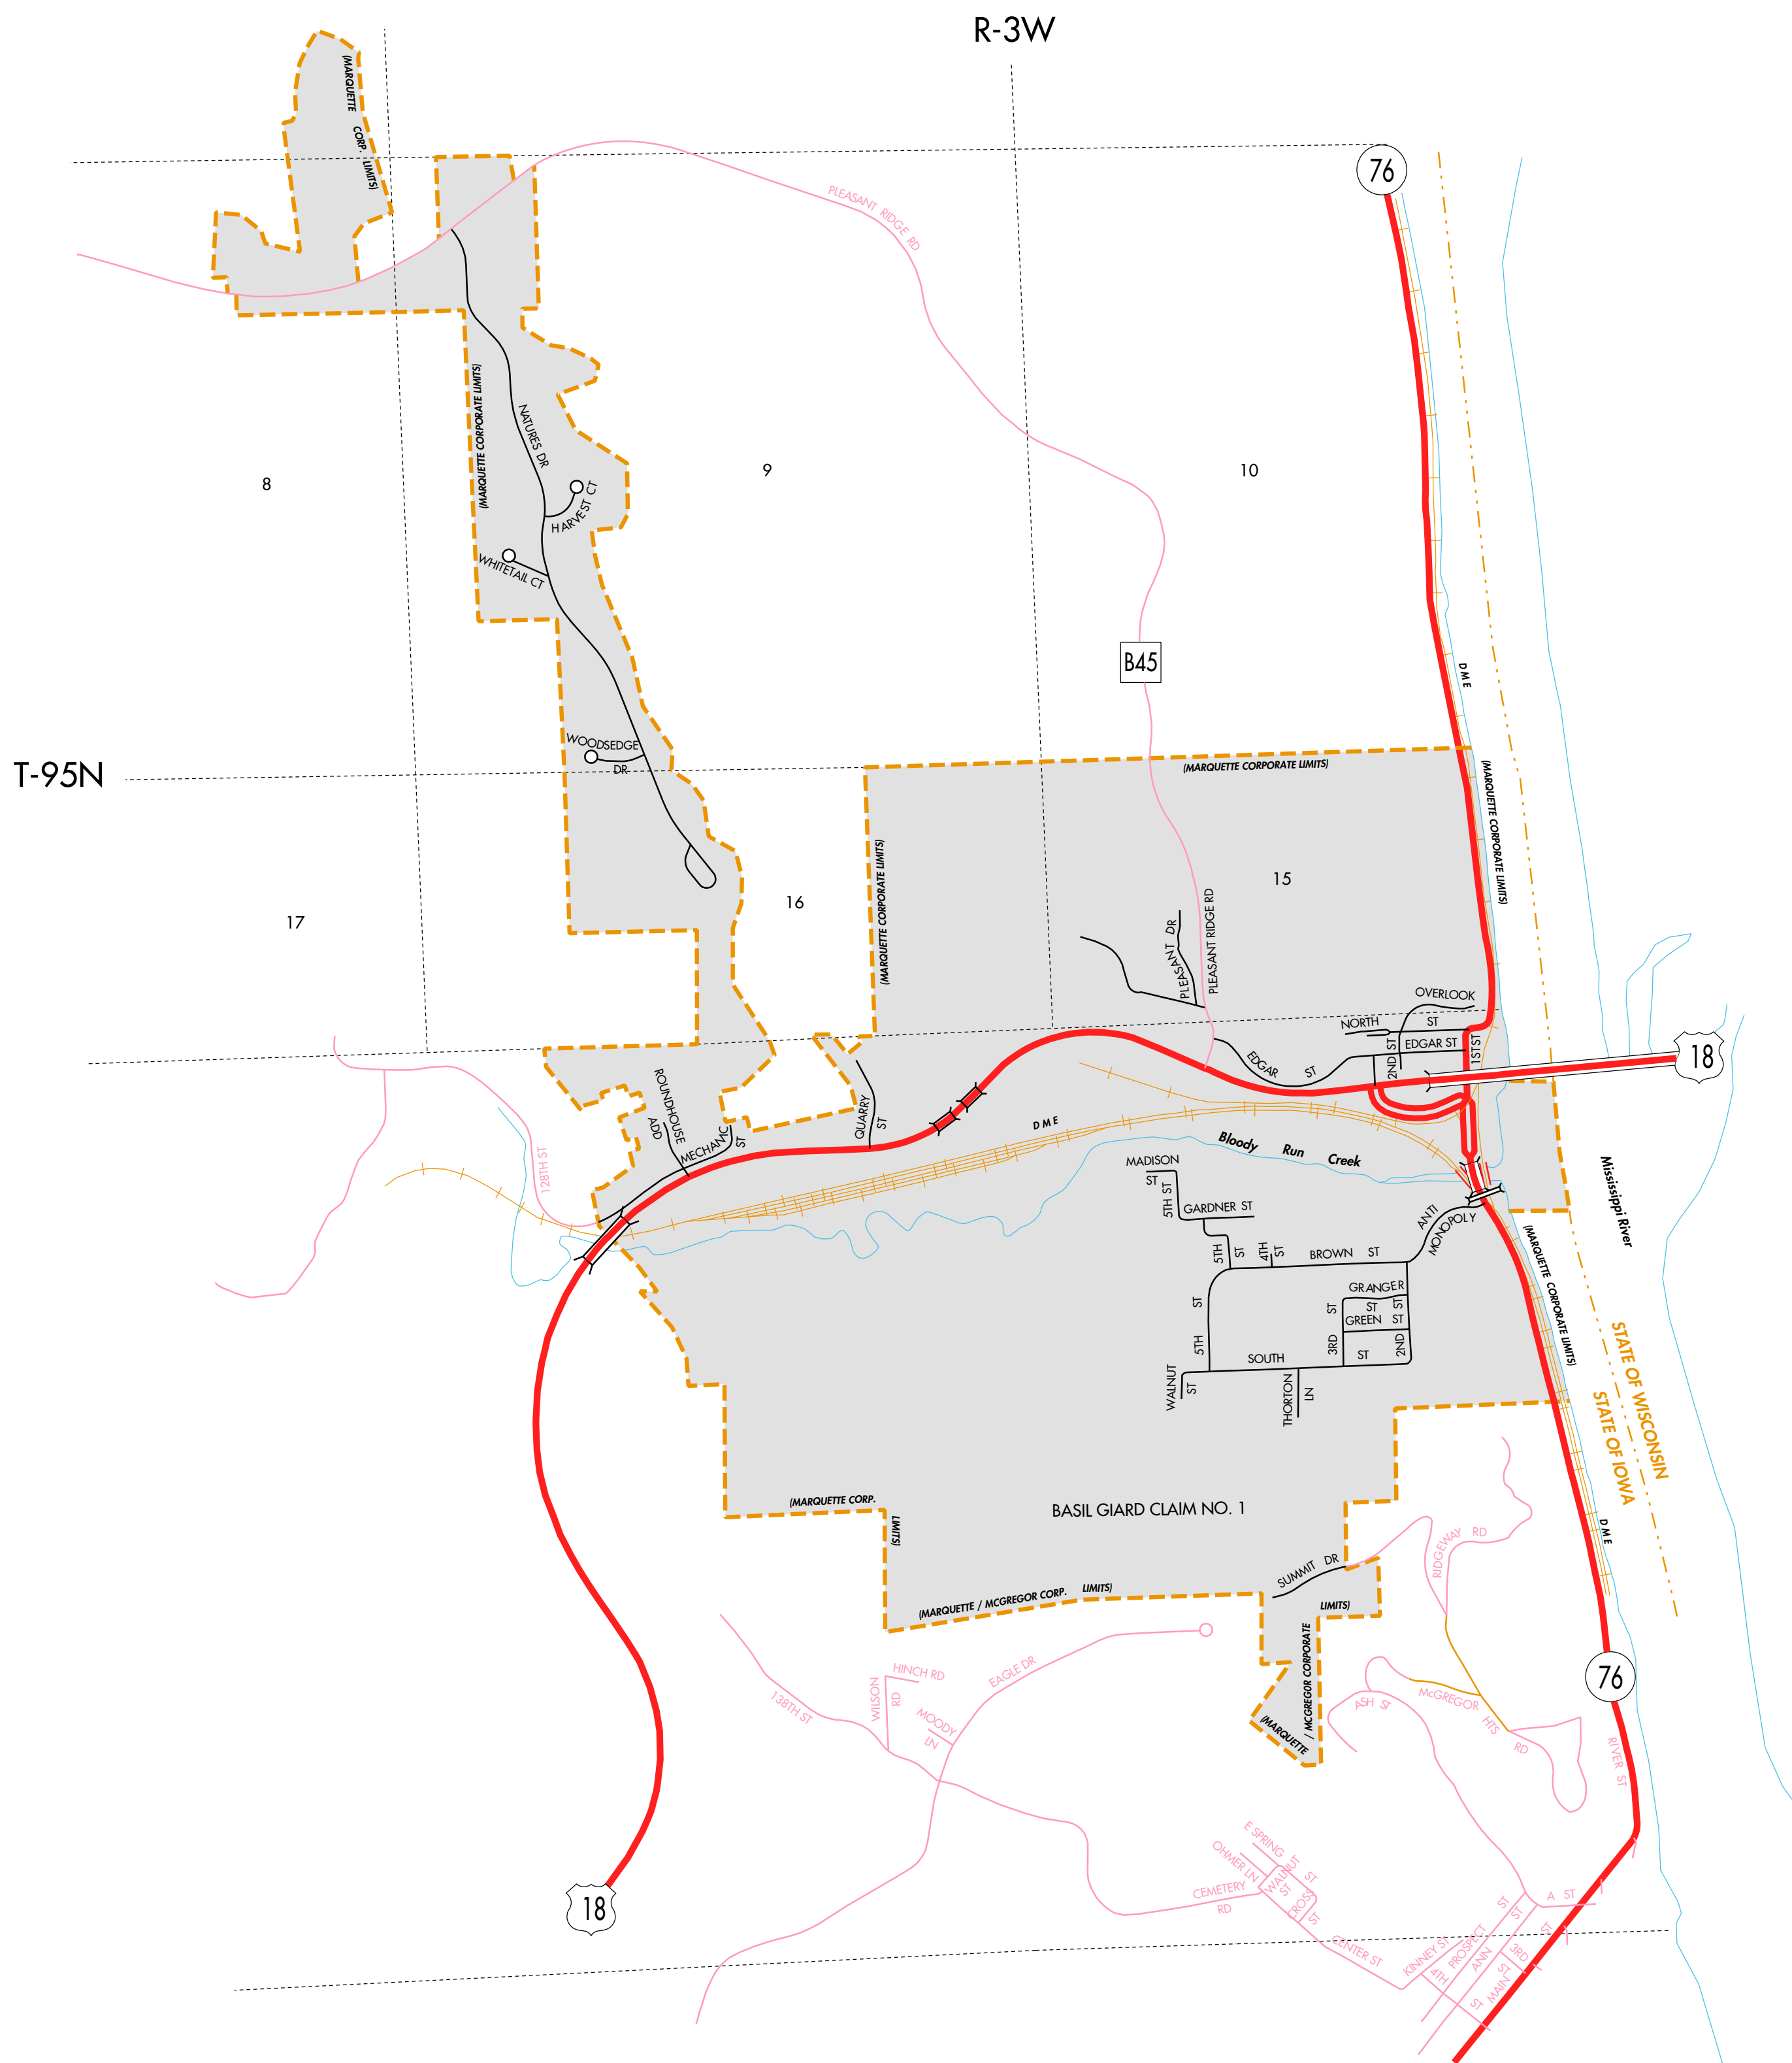 R-3W
(MARQUETTE CORP. LIMITS)
76
PLEASANT RIDGE RD
(MARQUETTE CORPORATE LIMITS)
NATURES DR
8
9
10
HARVEST CT
WHITETAIL CT
B45
D M E
WOODSEDGE
DR
T-95N
(MARQUETTE CORPORATE LIMITS)
(MARQUETTE CORPORATE LIMITS)
(MARQUETTE CORPORATE LIMITS)
15
16
17
PLEASANT DR
PLEASANT RIDGE RD
OVERLOOK
NORTH ST
EDGAR ST
2ND ST
EDGAR ST
1ST ST
18
ROUNDHOUSE
ADD
MECHANIC
ST
QUARRY
ST
128TH ST
D M E
Bloody Run Creek
MADISON
ST
5TH ST
GARDNER ST
5TH
ST
4TH
ST
BROWN ST
ANTI
MONOPOLY
Mississippi River
(MARQUETTE CORPORATE LIMITS)
GRANGER
ST
GREEN ST
3RD ST
2ND ST
5TH ST
SOUTH ST
WALNUT
ST
THORTON
LN
STATE OF WISCONSIN
STATE OF IOWA
(MARQUETTE CORP.
LIMITS)
BASIL GIARD CLAIM NO. 1
D M E
RIDGEWAY RD
SUMMIT DR
(MARQUETTE / MCGREGOR CORP. LIMITS)
LIMITS)
/ MCGREGOR CORPORATE
(MARQUETTE
HINCH RD
WILSON
RD
EAGLE DR
138TH ST
MOODY
LN
76
ASH ST
McGREGOR HTS RD
RIVER ST
E SPRING ST
OHMER LN
WALNUT
ST
CROSS
ST
CEMETERY
RD
CENTER ST
18
A ST
KINNEY ST
PROSPECT ST
ANN ST
4TH ST
3RD ST
MAIN ST